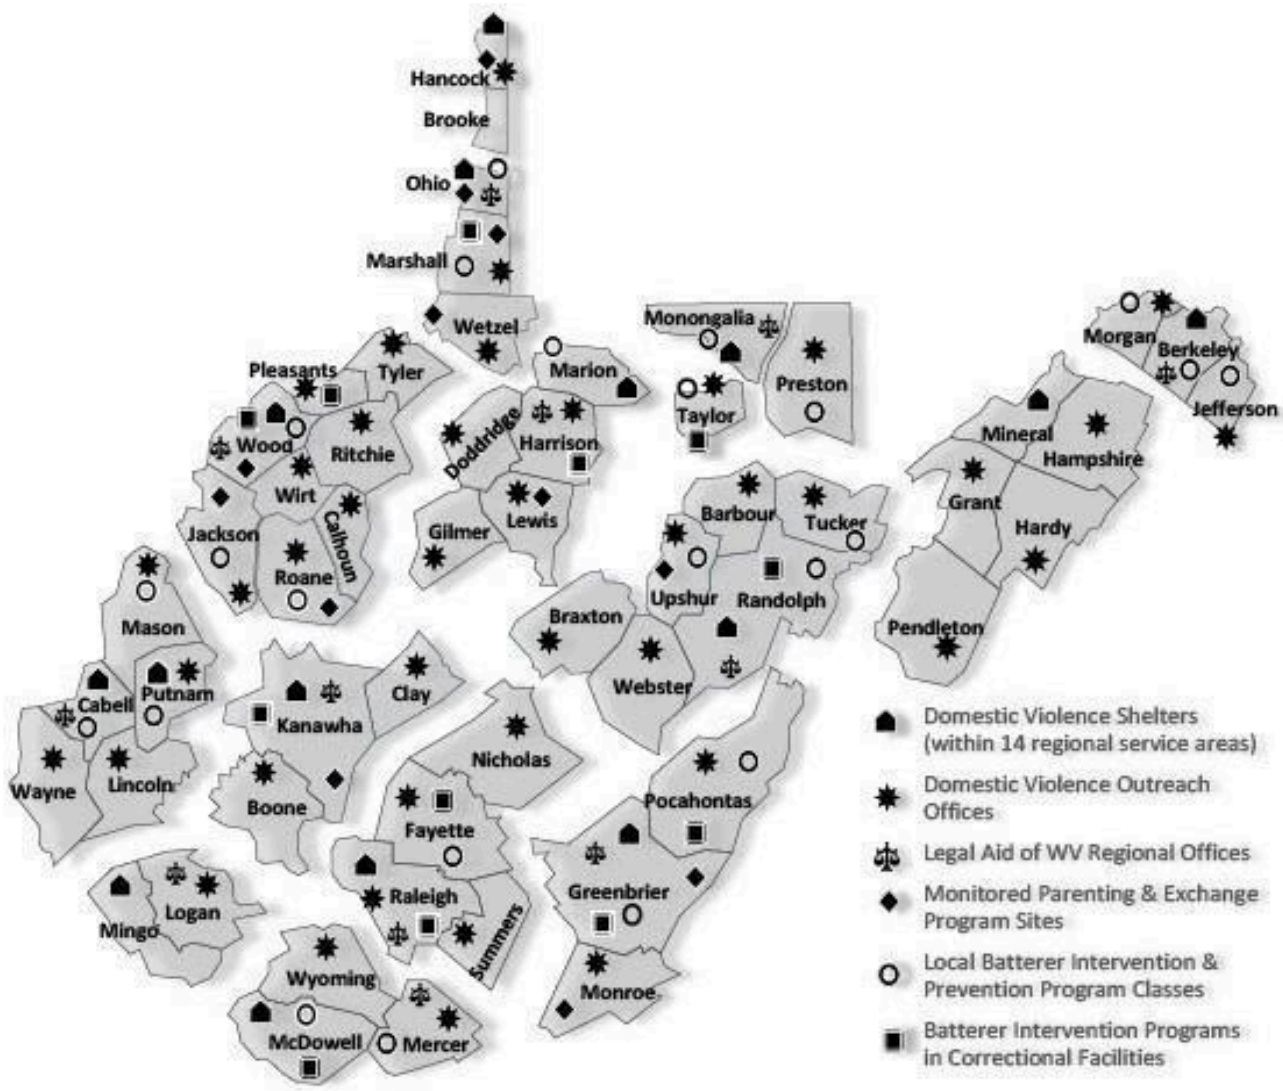 Hancock
Brooke
Ohio
Marshall
Wetzel
Monongalia
Morgan
Berkeley
Jefferson
Pleasants
Tyler
Marion
Preston
Taylor
Mineral
Hampshire
Wood
Ritchie
Doddridge
Harrison
Wirt
Grant
Hardy
Jackson
Calhoun
Gilmer
Lewis
Barbour
Tucker
Roane
Upshur
Randolph
Mason
Braxton
Pendleton
Putnam
Cabell
Kanawha
Clay
Webster
Wayne
Lincoln
Boone
Nicholas
Pocahontas
Fayette
Greenbrier
Raleigh
Summers
Mingo
Logan
Wyoming
Monroe
McDowell
Mercer
Domestic Violence Shelters
(within 14 regional service areas)
Domestic Violence Outreach
Offices
Legal Aid of WV Regional Offices
Monitored Parenting & Exchange
Program Sites
Local Batterer Intervention &
Prevention Program Classes
Batterer Intervention Programs
in Correctional Facilities